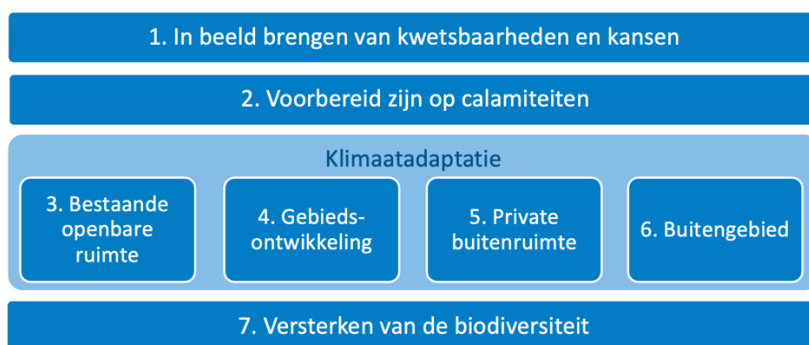 1. In beeld brengen van kwetsbaarheden en kansen
2. Voorbereid zijn op calamiteiten
Klimaatadaptatie
3. Bestaande
openbare
ruimte
4. Gebieds-
ontwikkeling
5. Private
buitenruimte
6. Buitengebied
7. Versterken van de biodiversiteit